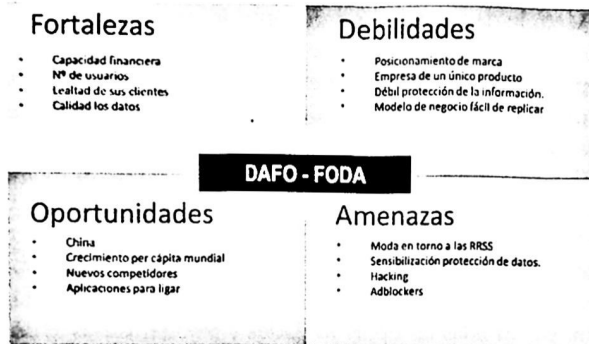 Fortalezas
• Capacidad financiera
• Nº de usuarios
• Lealtad de sus clientes
• Calidad los datos
Debilidades
• Posicionamiento de marca
• Empresa de un único producto
• Débil protección de la información.
• Modelo de negocio fácil de replicar
DAFO - FODA
Oportunidades
• China
• Crecimiento per cápita mundial
• Nuevos competidores
• Aplicaciones para ligar
Amenazas
• Moda en torno a las RRSS
• Sensibilización protección de datos.
• Hacking
• Adblockers